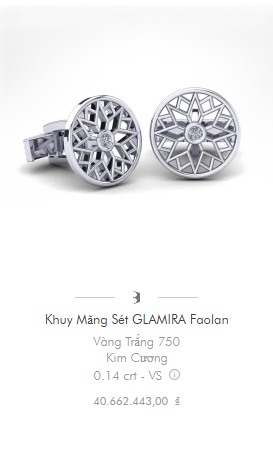 Khuy Măng Sét GLAMIRA Faolan
Vàng Trắng 750
Kim Cương
0.14 crt - VS
40.662.443,00 ₫